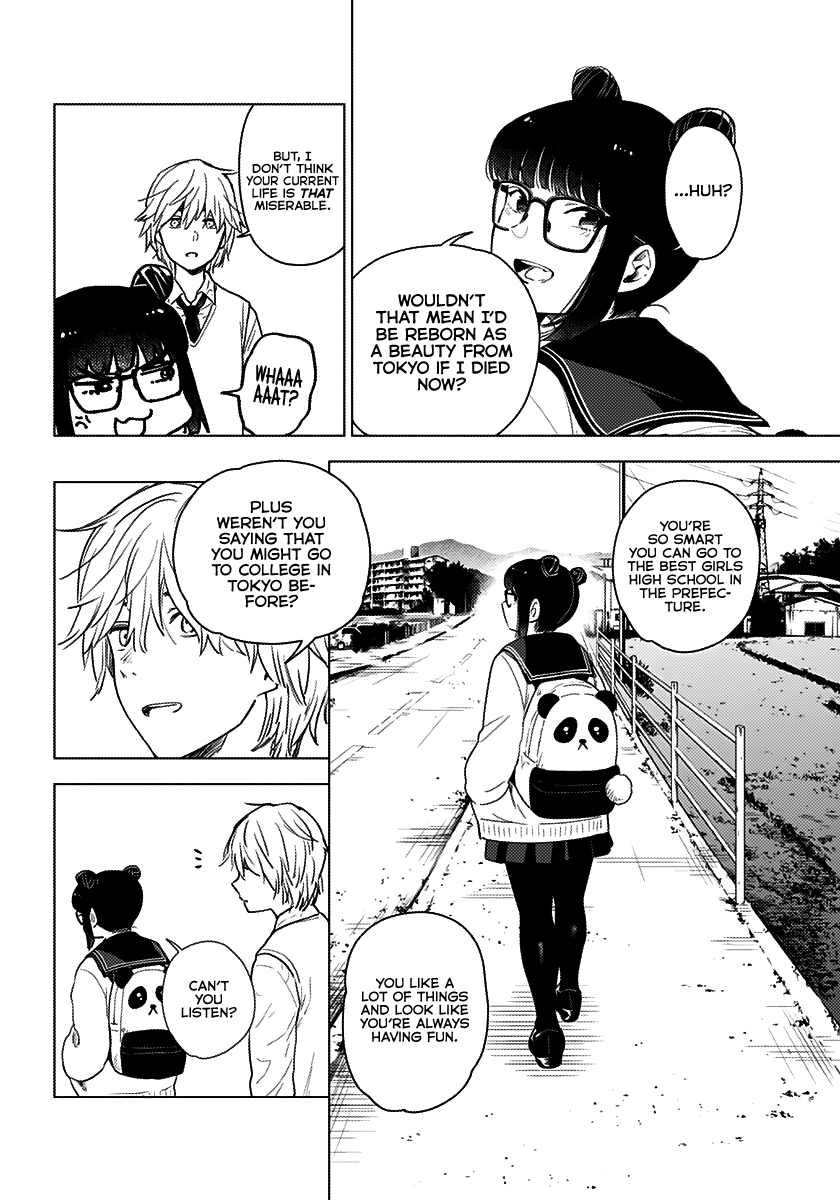 ...HUH?
WOULDN'T
THAT MEAN I'D
BE REBORN AS
A BEAUTY FROM
TOKYO IF I DIED
NOW?
BUT, I
DON'T THINK
YOUR CURRENT
LIFE IS THAT
MISERABLE.
WHAAA
AAAT?
YOU'RE
SO SMART
YOU CAN GO TO
THE BEST GIRLS
HIGH SCHOOL IN
THE PREFEC-
TURE.
YOU LIKE A
LOT OF THINGS
AND LOOK LIKE
YOU'RE ALWAYS
HAVING FUN.
PLUS
WEREN'T YOU
SAYING THAT
YOU MIGHT GO
TO COLLEGE IN
TOKYO BE-
FORE?
CAN'T
YOU
LISTEN?